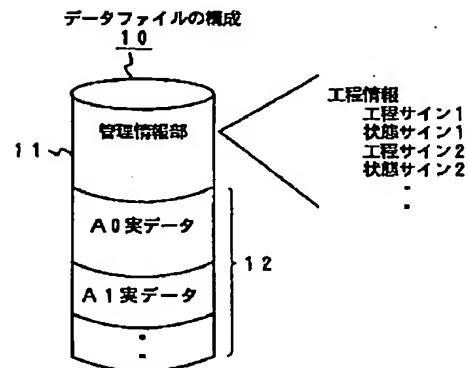 データファイルの構成
10
11
管理情報部
工程情報
工程サイン1
状態サイン1
工程サイン2
状態サイン2
A0実データ
12
A1実データ